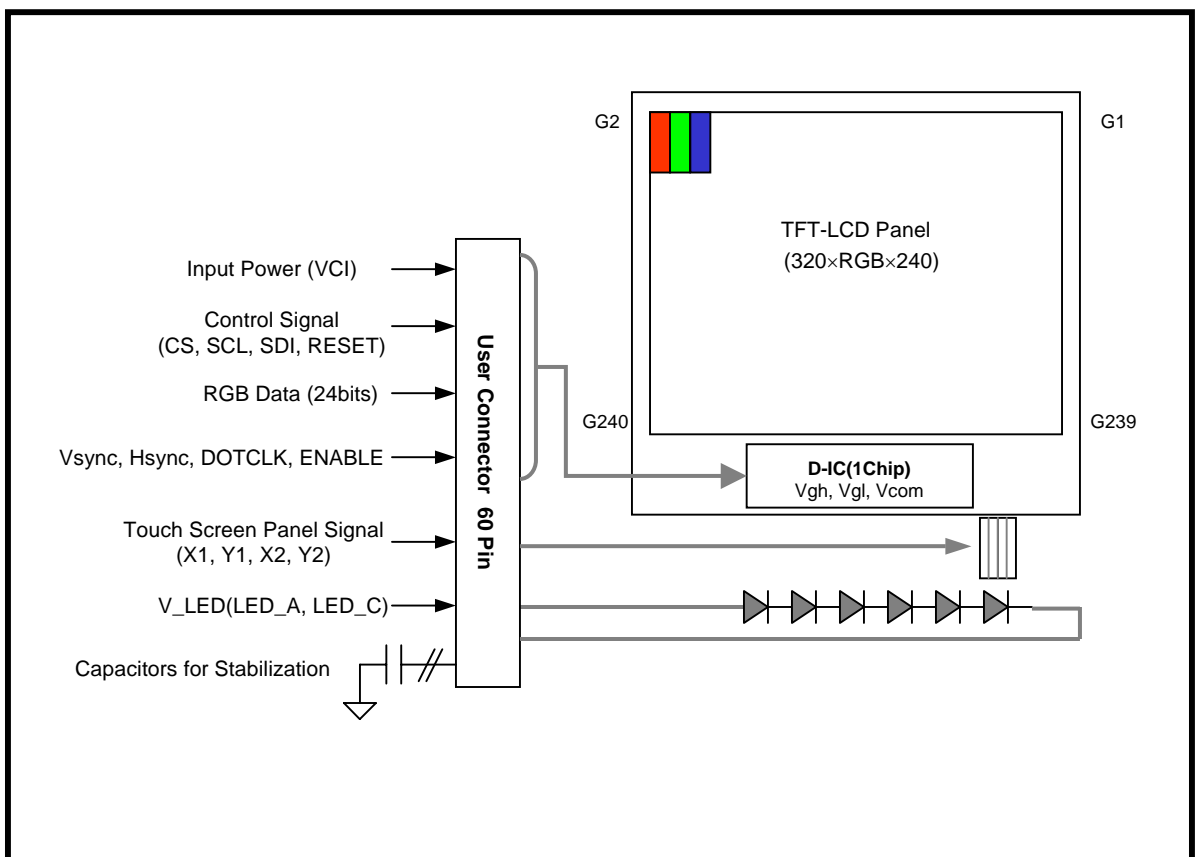 G2
G1
TFT-LCD Panel
(320×RGB×240)
Input Power (VCI)
Control Signal
(CS, SCL, SDI, RESET)
RGB Data (24bits)
Vsync, Hsync, DOTCLK, ENABLE
Touch Screen Panel Signal
(X1, Y1, X2, Y2)
V_LED(LED_A, LED_C)
Capacitors for Stabilization
User Connector 60 Pin
G240
G239
D-IC(1Chip)
Vgh, Vgl, Vcom